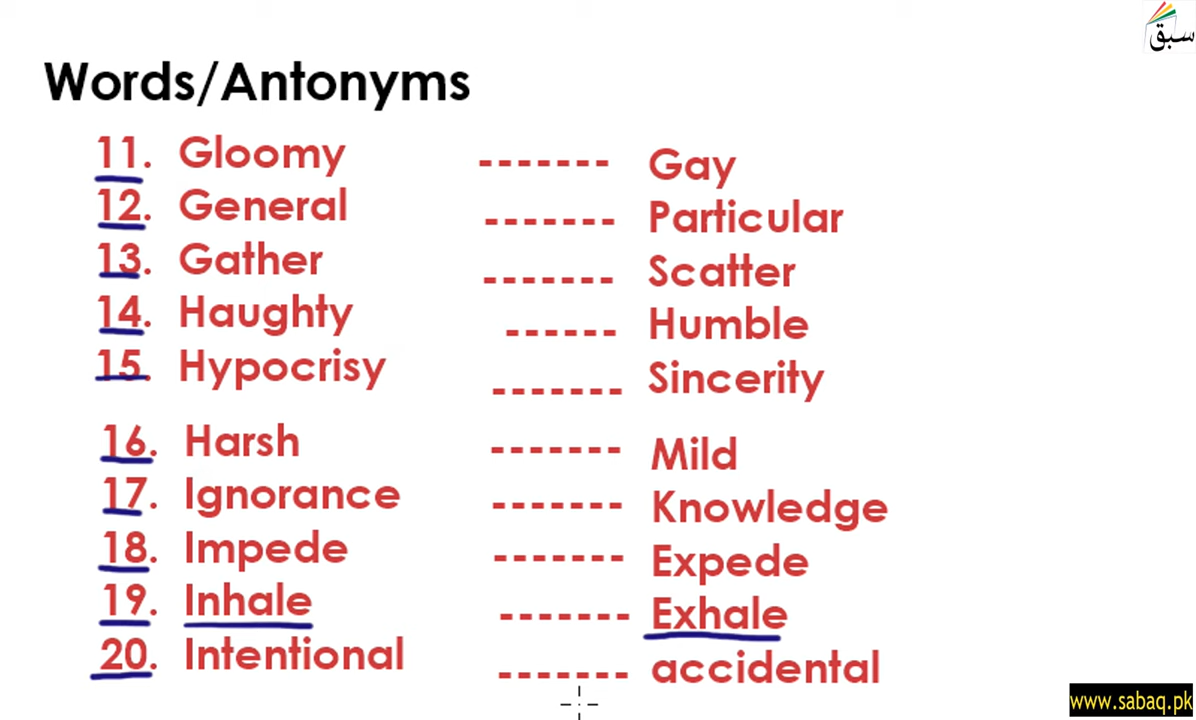 سبق
Words/Antonyms
11. Gloomy ------- Gay
12. General ------- Particular
13. Gather ------- Scatter
14. Haughty ------ Humble
15. Hypocrisy ------- Sincerity
16. Harsh ------- Mild
17. Ignorance ------- Knowledge
18. Impede ------- Expede
19. Inhale ------- Exhale
20. Intentional ------- accidental
www.sabaq.pk